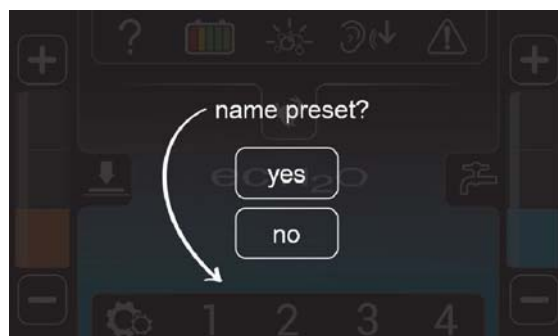 ?
+ +
name preset?
yes
no
- -
1 2 3 4